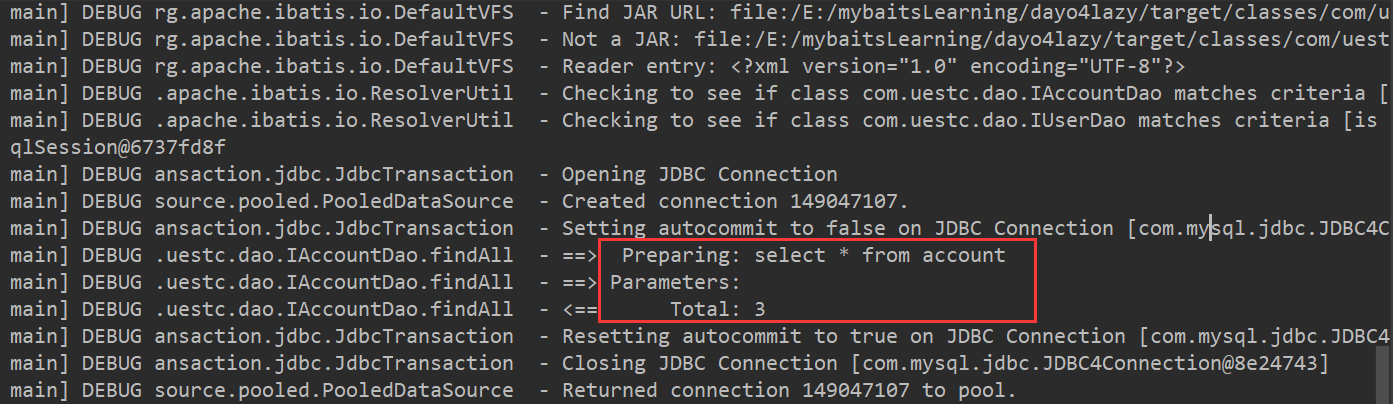 main] DEBUG rg.apache.ibatis.io.DefaultVFS  - Find JAR URL: file:/E:/mybaitsLearning/dayo4lazy/target/classes/com/u
main] DEBUG rg.apache.ibatis.io.DefaultVFS  - Not a JAR: file:/E:/mybaitsLearning/dayo4lazy/target/classes/com/uest
main] DEBUG rg.apache.ibatis.io.DefaultVFS  - Reader entry: <?xml version="1.0" encoding="UTF-8"?>
main] DEBUG .apache.ibatis.io.ResolverUtil  - Checking to see if class com.uestc.dao.IAccountDao matches criteria [
main] DEBUG .apache.ibatis.io.ResolverUtil  - Checking to see if class com.uestc.dao.IUserDao matches criteria [is
qlSession@6737fd8f
main] DEBUG ansaction.jdbc.JdbcTransaction  - Opening JDBC Connection
main] DEBUG source.pooled.PooledDataSource  - Created connection 149047107.
main] DEBUG ansaction.jdbc.JdbcTransaction  - Setting autocommit to false on JDBC Connection [com.mysql.jdbc.JDBC4C
main] DEBUG .uestc.dao.IAccountDao.findAll  - ==>  Preparing: select * from account
main] DEBUG .uestc.dao.IAccountDao.findAll  - ==> Parameters:
main] DEBUG .uestc.dao.IAccountDao.findAll  - <==      Total: 3
main] DEBUG ansaction.jdbc.JdbcTransaction  - Resetting autocommit to true on JDBC Connection [com.mysql.jdbc.JDBC4
main] DEBUG ansaction.jdbc.JdbcTransaction  - Closing JDBC Connection [com.mysql.jdbc.JDBC4Connection@8e24743]
main] DEBUG source.pooled.PooledDataSource  - Returned connection 149047107 to pool.